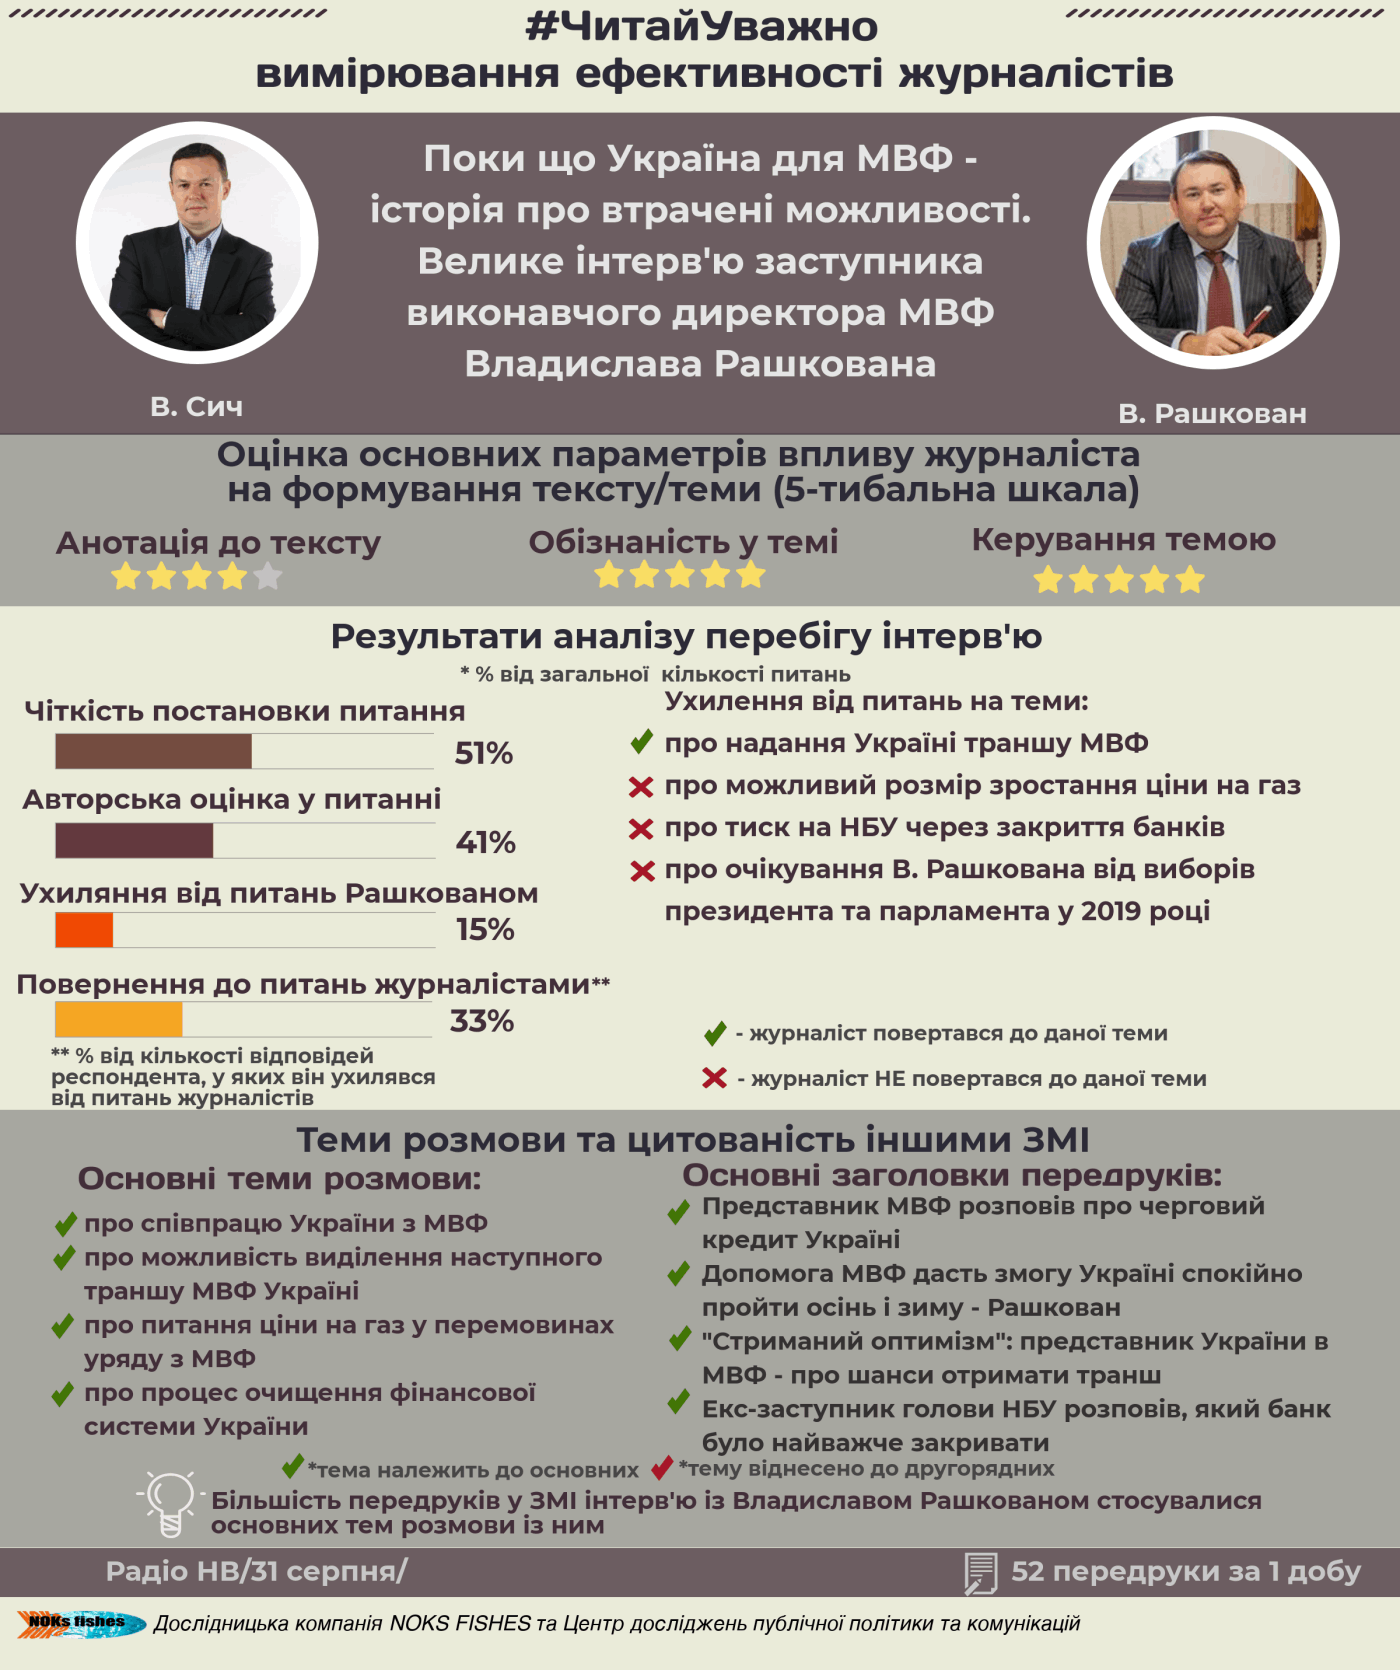 #ЧитайУважно
вимірювання ефективності журналістів
Поки що Україна для МВФ -
історія про втрачені можливості.
Велике інтерв'ю заступника
виконавчого директора МВФ
Владислава Рашкована
В. Сич
В. Рашкован
Оцінка основних параметрів впливу журналіста
на формування тексту/теми (5-тибальна шкала)
Анотація до тексту
Обізнаність у темі
Керування темою
Результати аналізу перебігу інтерв'ю
* % від загальної кількості питань
Чіткість постановки питання
51%
Авторська оцінка у питанні
41%
Ухиляння від питань Рашкованом
15%
Повернення до питань журналістами**
33%
** % від кількості відповідей
респондента, у яких він ухилявся
від питань журналістів
Ухилення від питань на теми:
про надання Україні траншу МВФ
про можливий розмір зростання ціни на газ
про тиск на НБУ через закриття банків
про очікування В. Рашкована від виборів
президента та парламента у 2019 році
- журналіст повертався до даної теми
- журналіст НЕ повертався до даної теми
Теми розмови та цитованість іншими ЗМІ
Основні теми розмови:
про співпрацю України з МВФ
про можливість виділення наступного
траншу МВФ Україні
про питання ціни на газ у перемовинах
уряду з МВФ
про процес очищення фінансової
системи України
Основні заголовки передруків:
Представник МВФ розповів про черговий
кредит Україні
Допомога МВФ дасть змогу Україні спокійно
пройти осінь і зиму - Рашкован
"Стриманий оптимізм": представник України в
МВФ - про шанси отримати транш
Екс-заступник голови НБУ розповів, який банк
було найважче закривати
*тема належить до основних
*тему віднесено до другорядних
Більшість передруків у ЗМІ інтерв'ю із Владиславом Рашкованом стосувалися
основних тем розмови із ним
Радіо НВ/31 серпня/
52 передруки за 1 добу
NOKs fishes
Дослідницька компанія NOKS FISHES та Центр досліджень публічної політики та комунікацій